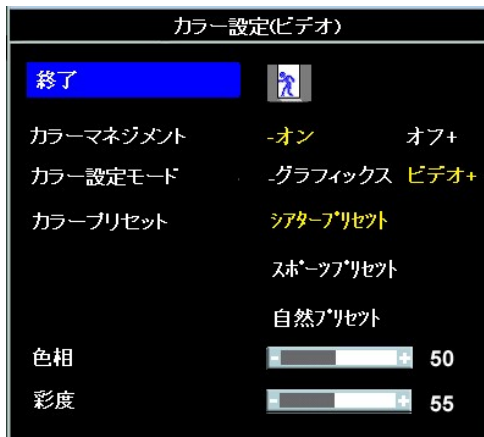 カラー設定(ビデオ)
終了
カラーマネジメント -オン オフ+
カラー設定モード -グラフィックス ビデオ+
カラープリセット シアタープリセット
スポーツプリセット
自然プリセット
色相 - + 50
彩度 - + 55